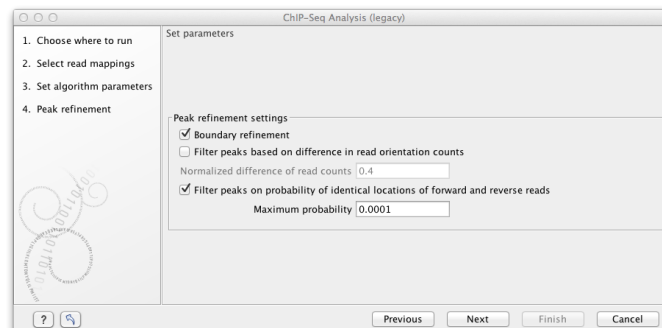 ChIP-Seq Analysis (legacy)
1. Choose where to run
2. Select read mappings
3. Set algorithm parameters
4. Peak refinement
Set parameters
Peak refinement settings
Boundary refinement
Filter peaks based on difference in read orientation counts
Normalized difference of read counts 0.4
Filter peaks on probability of identical locations of forward and reverse reads
Maximum probability 0.0001
? Previous Next Finish Cancel